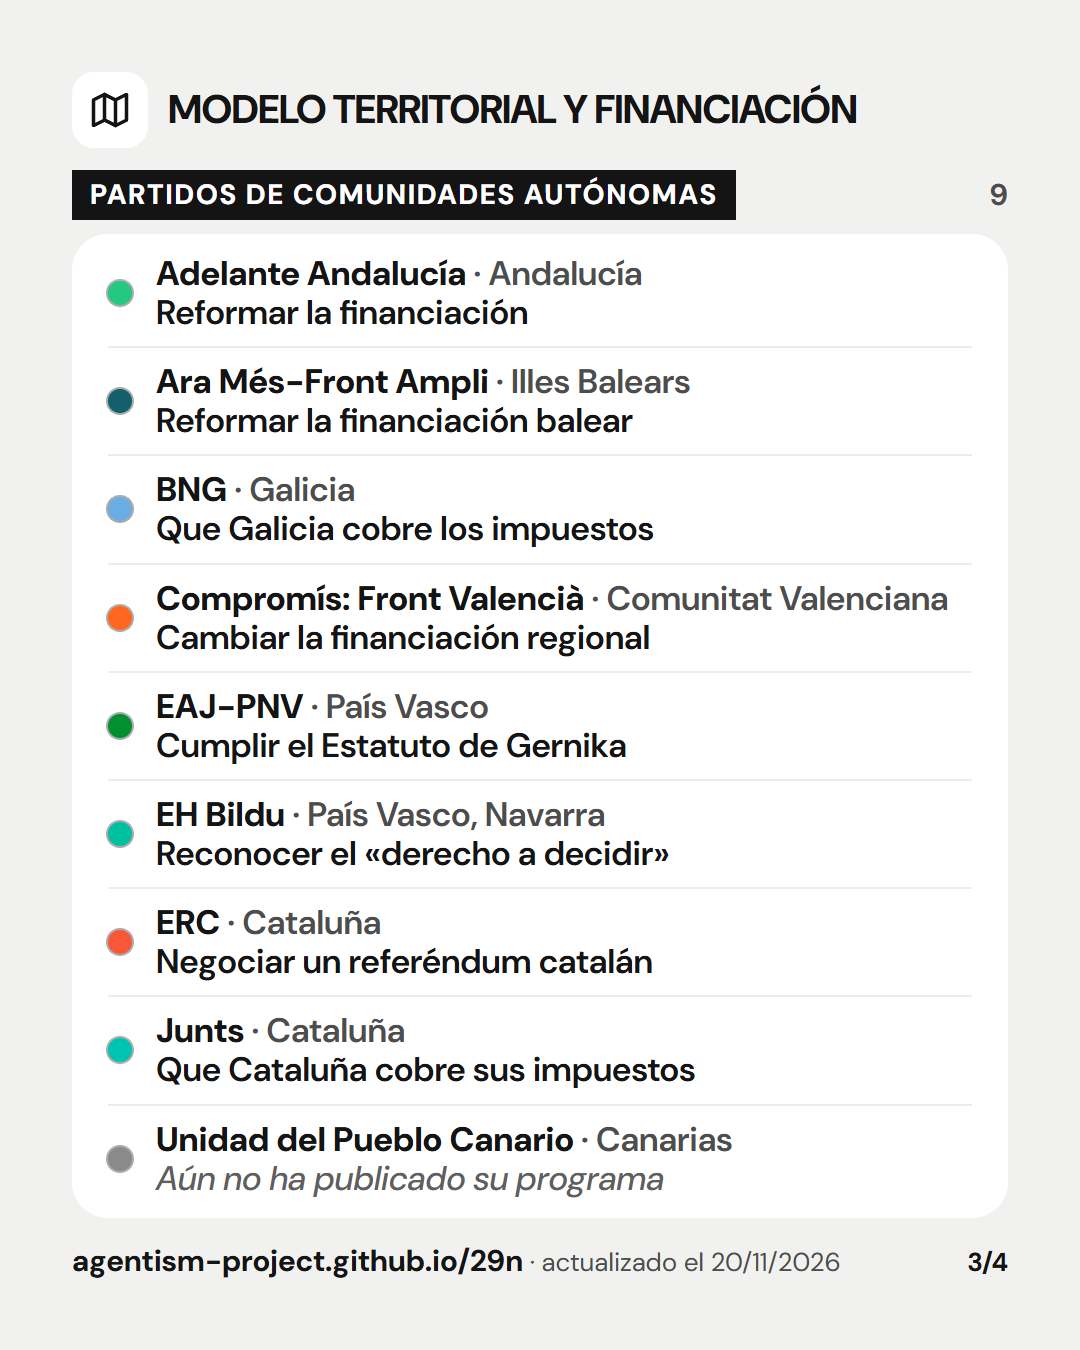 MODELO TERRITORIAL Y FINANCIACIÓN
PARTIDOS DE COMUNIDADES AUTÓNOMAS 9
Adelante Andalucía · Andalucía
Reformar la financiación
Ara Més-Front Ampli · Illes Balears
Reformar la financiación balear
BNG · Galicia
Que Galicia cobre los impuestos
Compromís: Front Valencià · Comunitat Valenciana
Cambiar la financiación regional
EAJ-PNV · País Vasco
Cumplir el Estatuto de Gernika
EH Bildu · País Vasco, Navarra
Reconocer el «derecho a decidir»
ERC · Cataluña
Negociar un referéndum catalán
Junts · Cataluña
Que Cataluña cobre sus impuestos
Unidad del Pueblo Canario · Canarias
Aún no ha publicado su programa
agentism-project.github.io/29n · actualizado el 20/11/2026 3/4